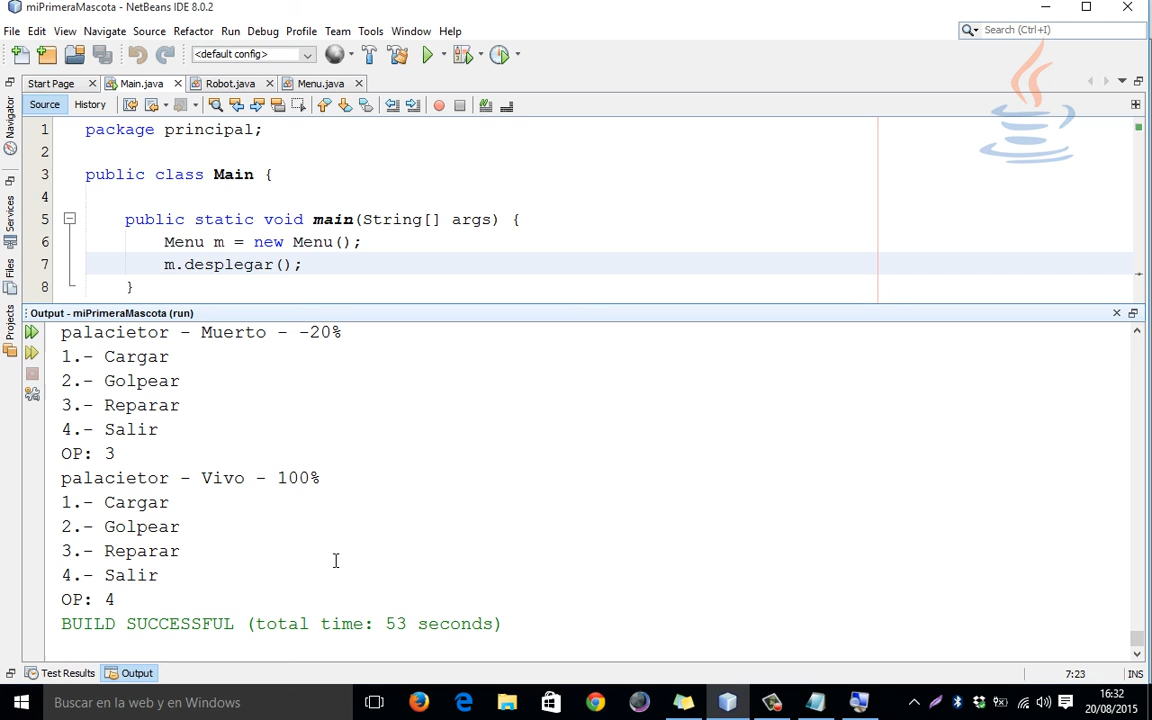 miPrimeraMascota - NetBeans IDE 8.0.2
File Edit View Navigate Source Refactor Run Debug Profile Team Tools Window Help
Search (Ctrl+I)
<default config>
Start Page Main.java Robot.java Menu.java
Source History
Navigator
Services
Files
Projects
1 package principal;
2
3 public class Main {
4
5 public static void main(String[] args) {
6 Menu m = new Menu();
7 m.desplegar();
8 }
Output - miPrimeraMascota (run)
palacietor - Muerto - -20%
1.- Cargar
2.- Golpear
3.- Reparar
4.- Salir
OP: 3
palacietor - Vivo - 100%
1.- Cargar
2.- Golpear
3.- Reparar
4.- Salir
OP: 4
BUILD SUCCESSFUL (total time: 53 seconds)
Test Results Output
7:23 INS
Buscar en la web y en Windows
16:32
20/08/2015